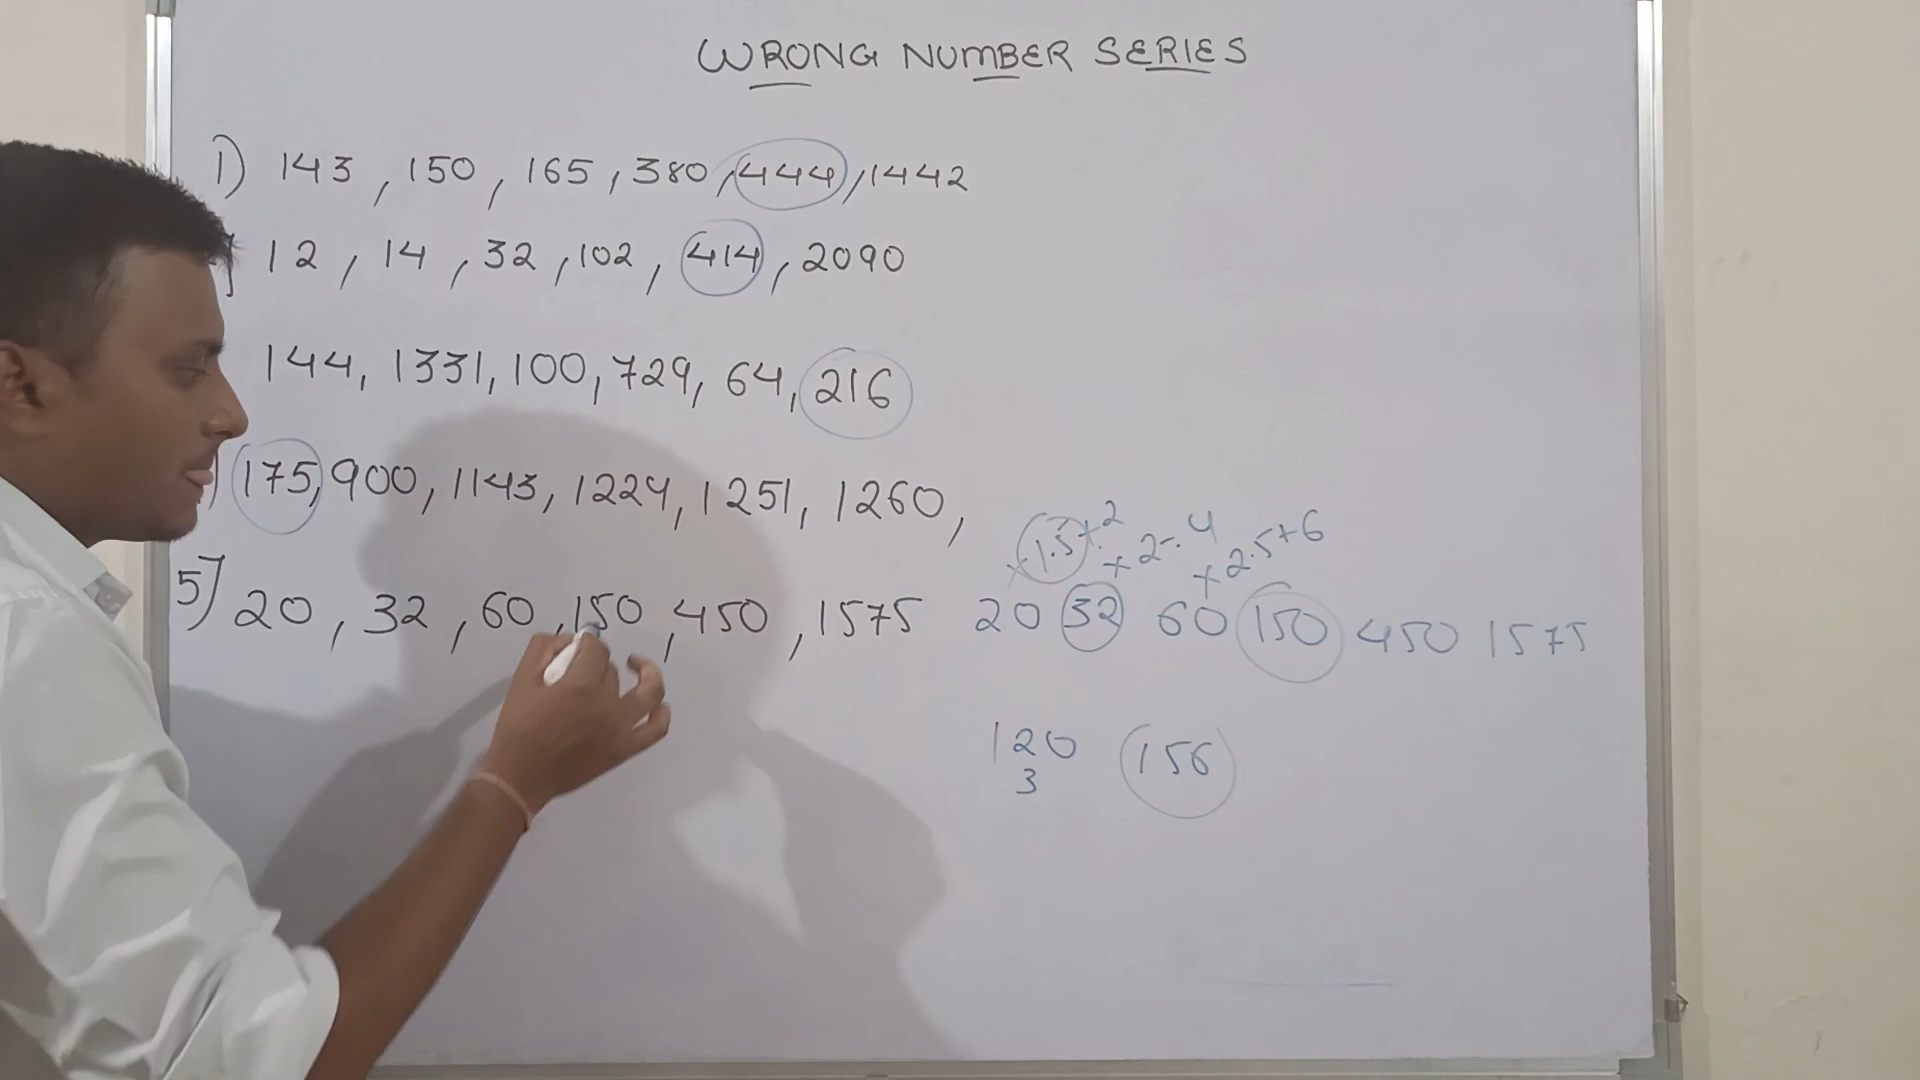 WRONG NUMBER SERIES
1) 143, 150, 165, 380, 444, 1442
] 12, 14, 32, 102, 414, 2090
144, 1331, 100, 729, 64, 216
) 175, 900, 1143, 1224, 1251, 1260,
×1.5+2 ×2-4 ×2.5+6
5] 20, 32, 60, 150, 450, 1575 20 32 60 150 450 1575
120 156
3